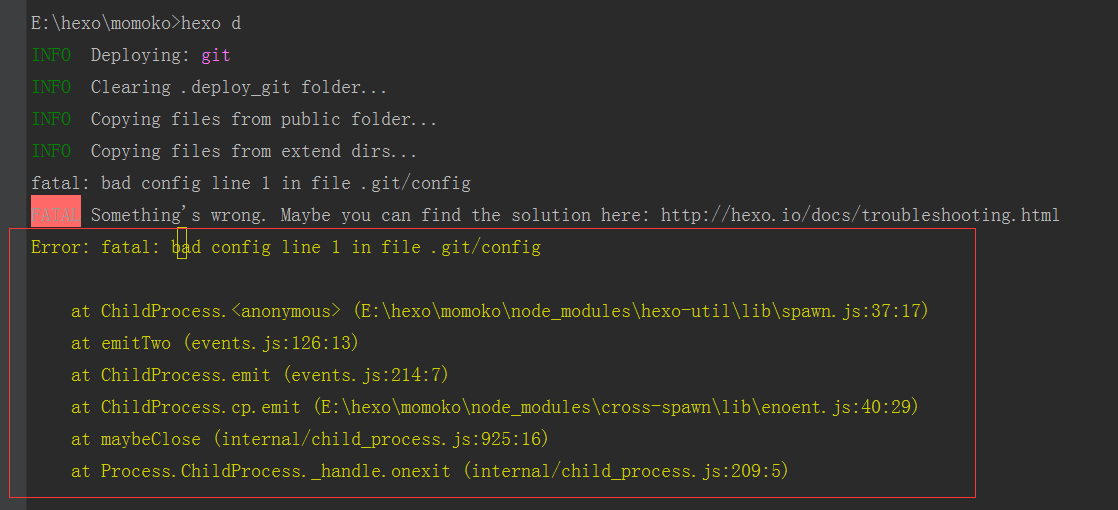 E:\hexo\momoko>hexo d
INFO  Deploying: git
INFO  Clearing .deploy_git folder...
INFO  Copying files from public folder...
INFO  Copying files from extend dirs...
fatal: bad config line 1 in file .git/config
FATAL Something's wrong. Maybe you can find the solution here: http://hexo.io/docs/troubleshooting.html
Error: fatal: bad config line 1 in file .git/config
    at ChildProcess.<anonymous> (E:\hexo\momoko\node_modules\hexo-util\lib\spawn.js:37:17)
    at emitTwo (events.js:126:13)
    at ChildProcess.emit (events.js:214:7)
    at ChildProcess.cp.emit (E:\hexo\momoko\node_modules\cross-spawn\lib\enoent.js:40:29)
    at maybeClose (internal/child_process.js:925:16)
    at Process.ChildProcess._handle.onexit (internal/child_process.js:209:5)